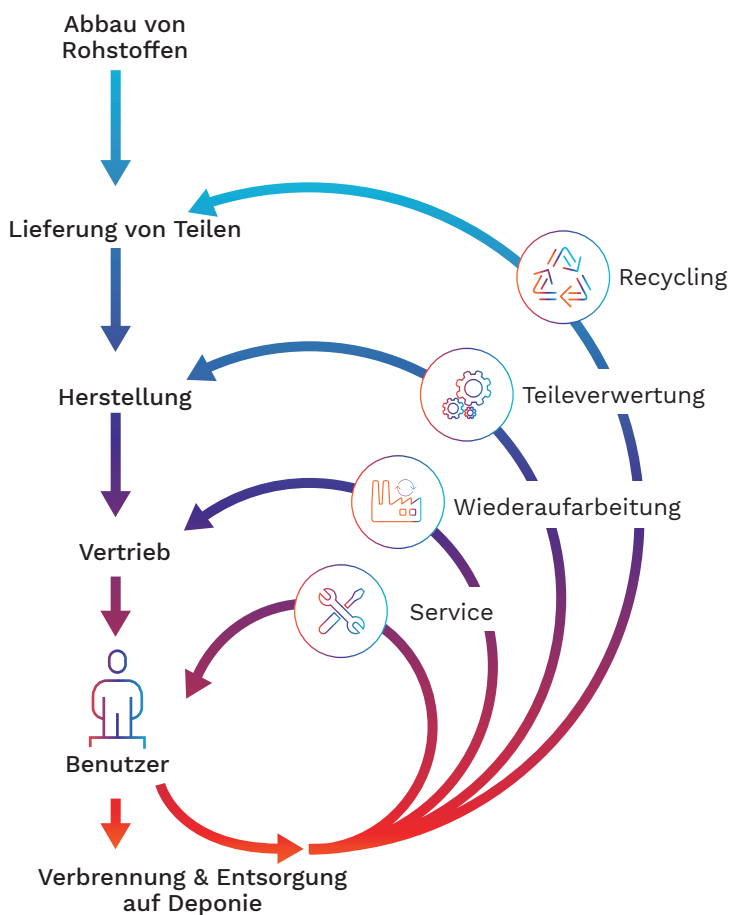 Abbau von
Rohstoffen
Lieferung von Teilen
Recycling
Herstellung
Teileverwertung
Wiederaufarbeitung
Vertrieb
Service
Benutzer
Verbrennung & Entsorgung
auf Deponie